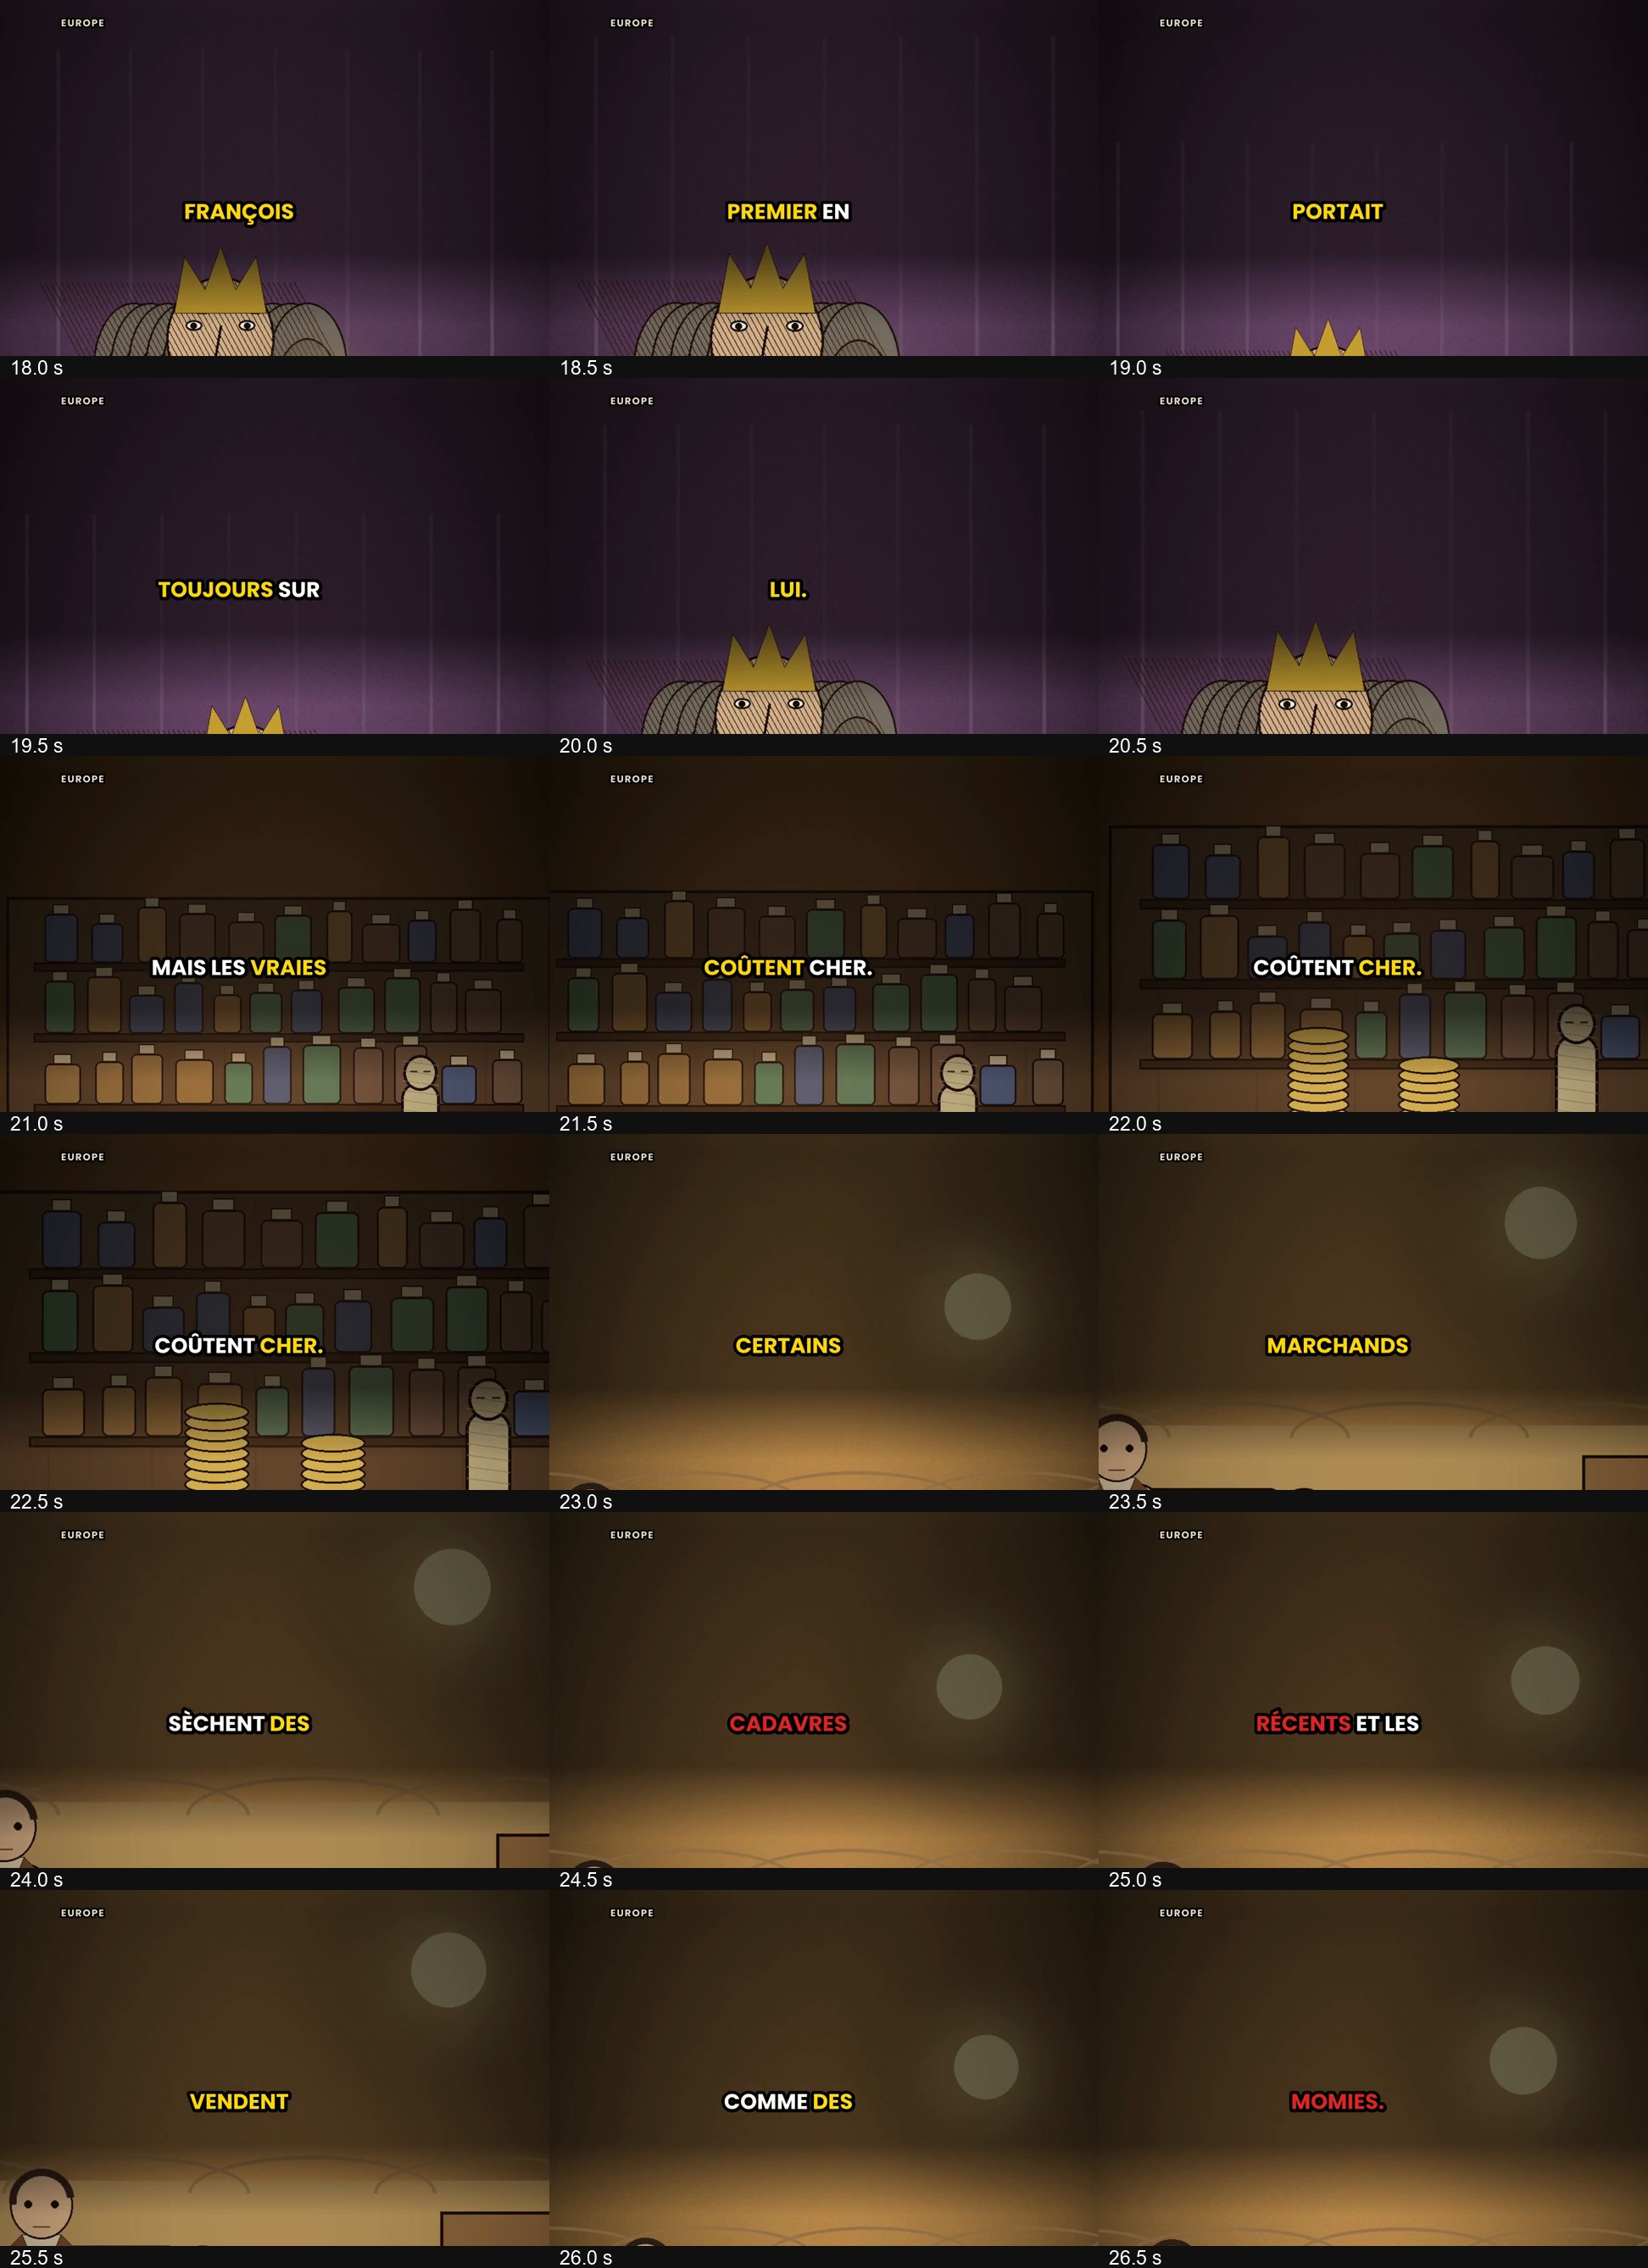 EUROPE
EUROPE
EUROPE
FRANÇOIS
PREMIER EN
PORTAIT
18.0 s
18.5 s
19.0 s
EUROPE
EUROPE
EUROPE
TOUJOURS SUR
LUI.
19.5 s
20.0 s
20.5 s
EUROPE
EUROPE
EUROPE
MAIS LES VRAIES
COÛTENT CHER.
COÛTENT CHER.
21.0 s
21.5 s
22.0 s
EUROPE
EUROPE
EUROPE
COÛTENT CHER.
CERTAINS
MARCHANDS
22.5 s
23.0 s
23.5 s
EUROPE
EUROPE
EUROPE
SÈCHENT DES
CADAVRES
RÉCENTS ET LES
24.0 s
24.5 s
25.0 s
EUROPE
EUROPE
EUROPE
VENDENT
COMME DES
MOMIES.
25.5 s
26.0 s
26.5 s